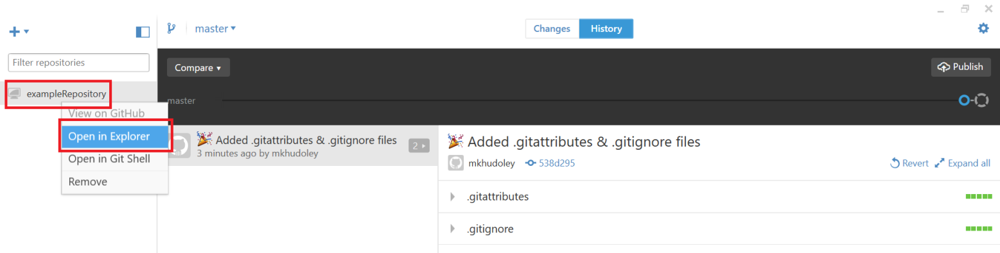 master
Changes
History
Filter repositories
Compare
Publish
exampleRepository
master
View on GitHub
Open in Explorer
Open in Git Shell
Remove
Added .gitattributes & .gitignore files
3 minutes ago by mkhudoley
2
Added .gitattributes & .gitignore files
mkhudoley
538d295
Revert
Expand all
.gitattributes
.gitignore